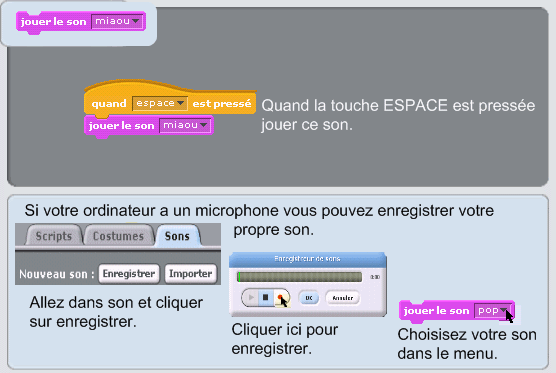 jouer le son miaou
quand espace est pressé
jouer le son miaou
Quand la touche ESPACE est pressée
jouer ce son.
Si votre ordinateur a un microphone vous pouvez enregistrer votre
propre son.
Scripts Costumes Sons
Nouveau son : Enregistrer Importer
Allez dans son et cliquer
sur enregistrer.
Enregistreur de sons
0:00
OK Annuler
Cliquer ici pour
enregistrer.
jouer le son pop
Choisisez votre son
dans le menu.